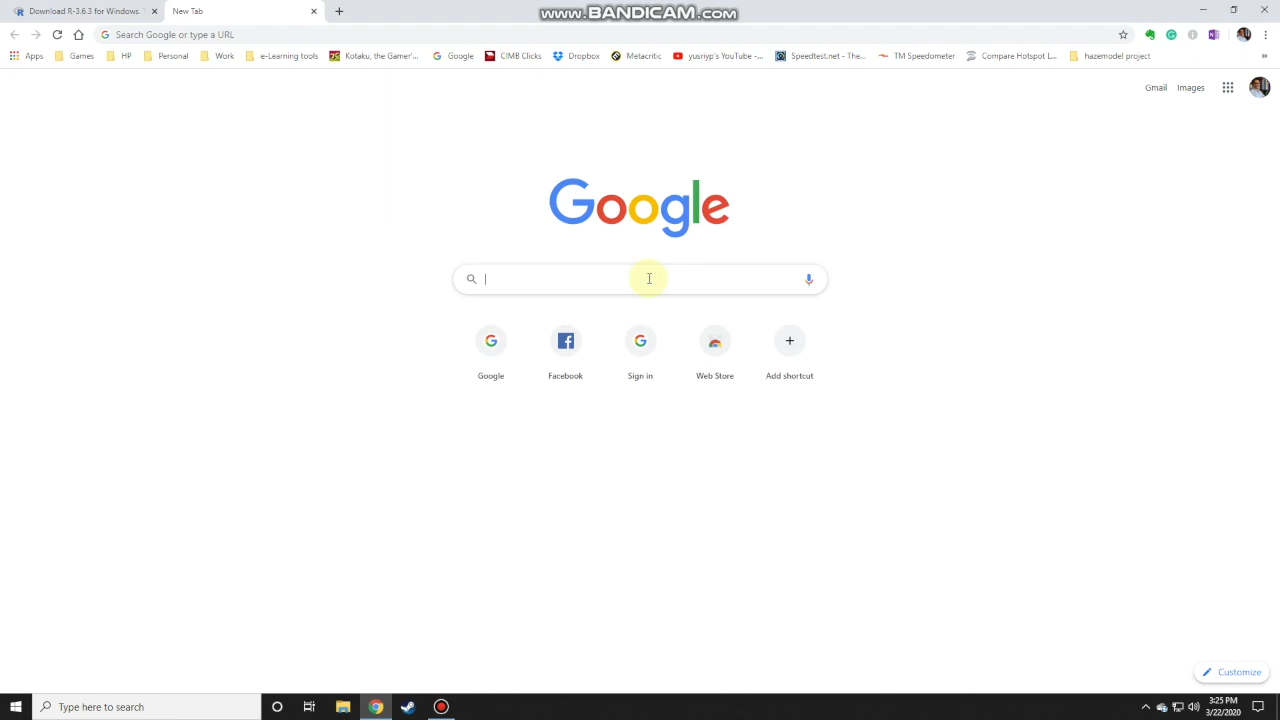 R Download R-3.6.3 for Windows. T
New Tab
www.BANDICAM.com
Search Google or type a URL
Apps
Games
HP
Personal
Work
e-Learning tools
Kotaku, the Gamer'...
Google
CIMB Clicks
Dropbox
Metacritic
yusriyp's YouTube -...
Speedtest.net - The...
TM Speedometer
Compare Hotspot L...
hazemodel project
»
Gmail
Images
Google
Google
Facebook
Sign in
Web Store
Add shortcut
Customize
Type here to search
3:25 PM
3/22/2020